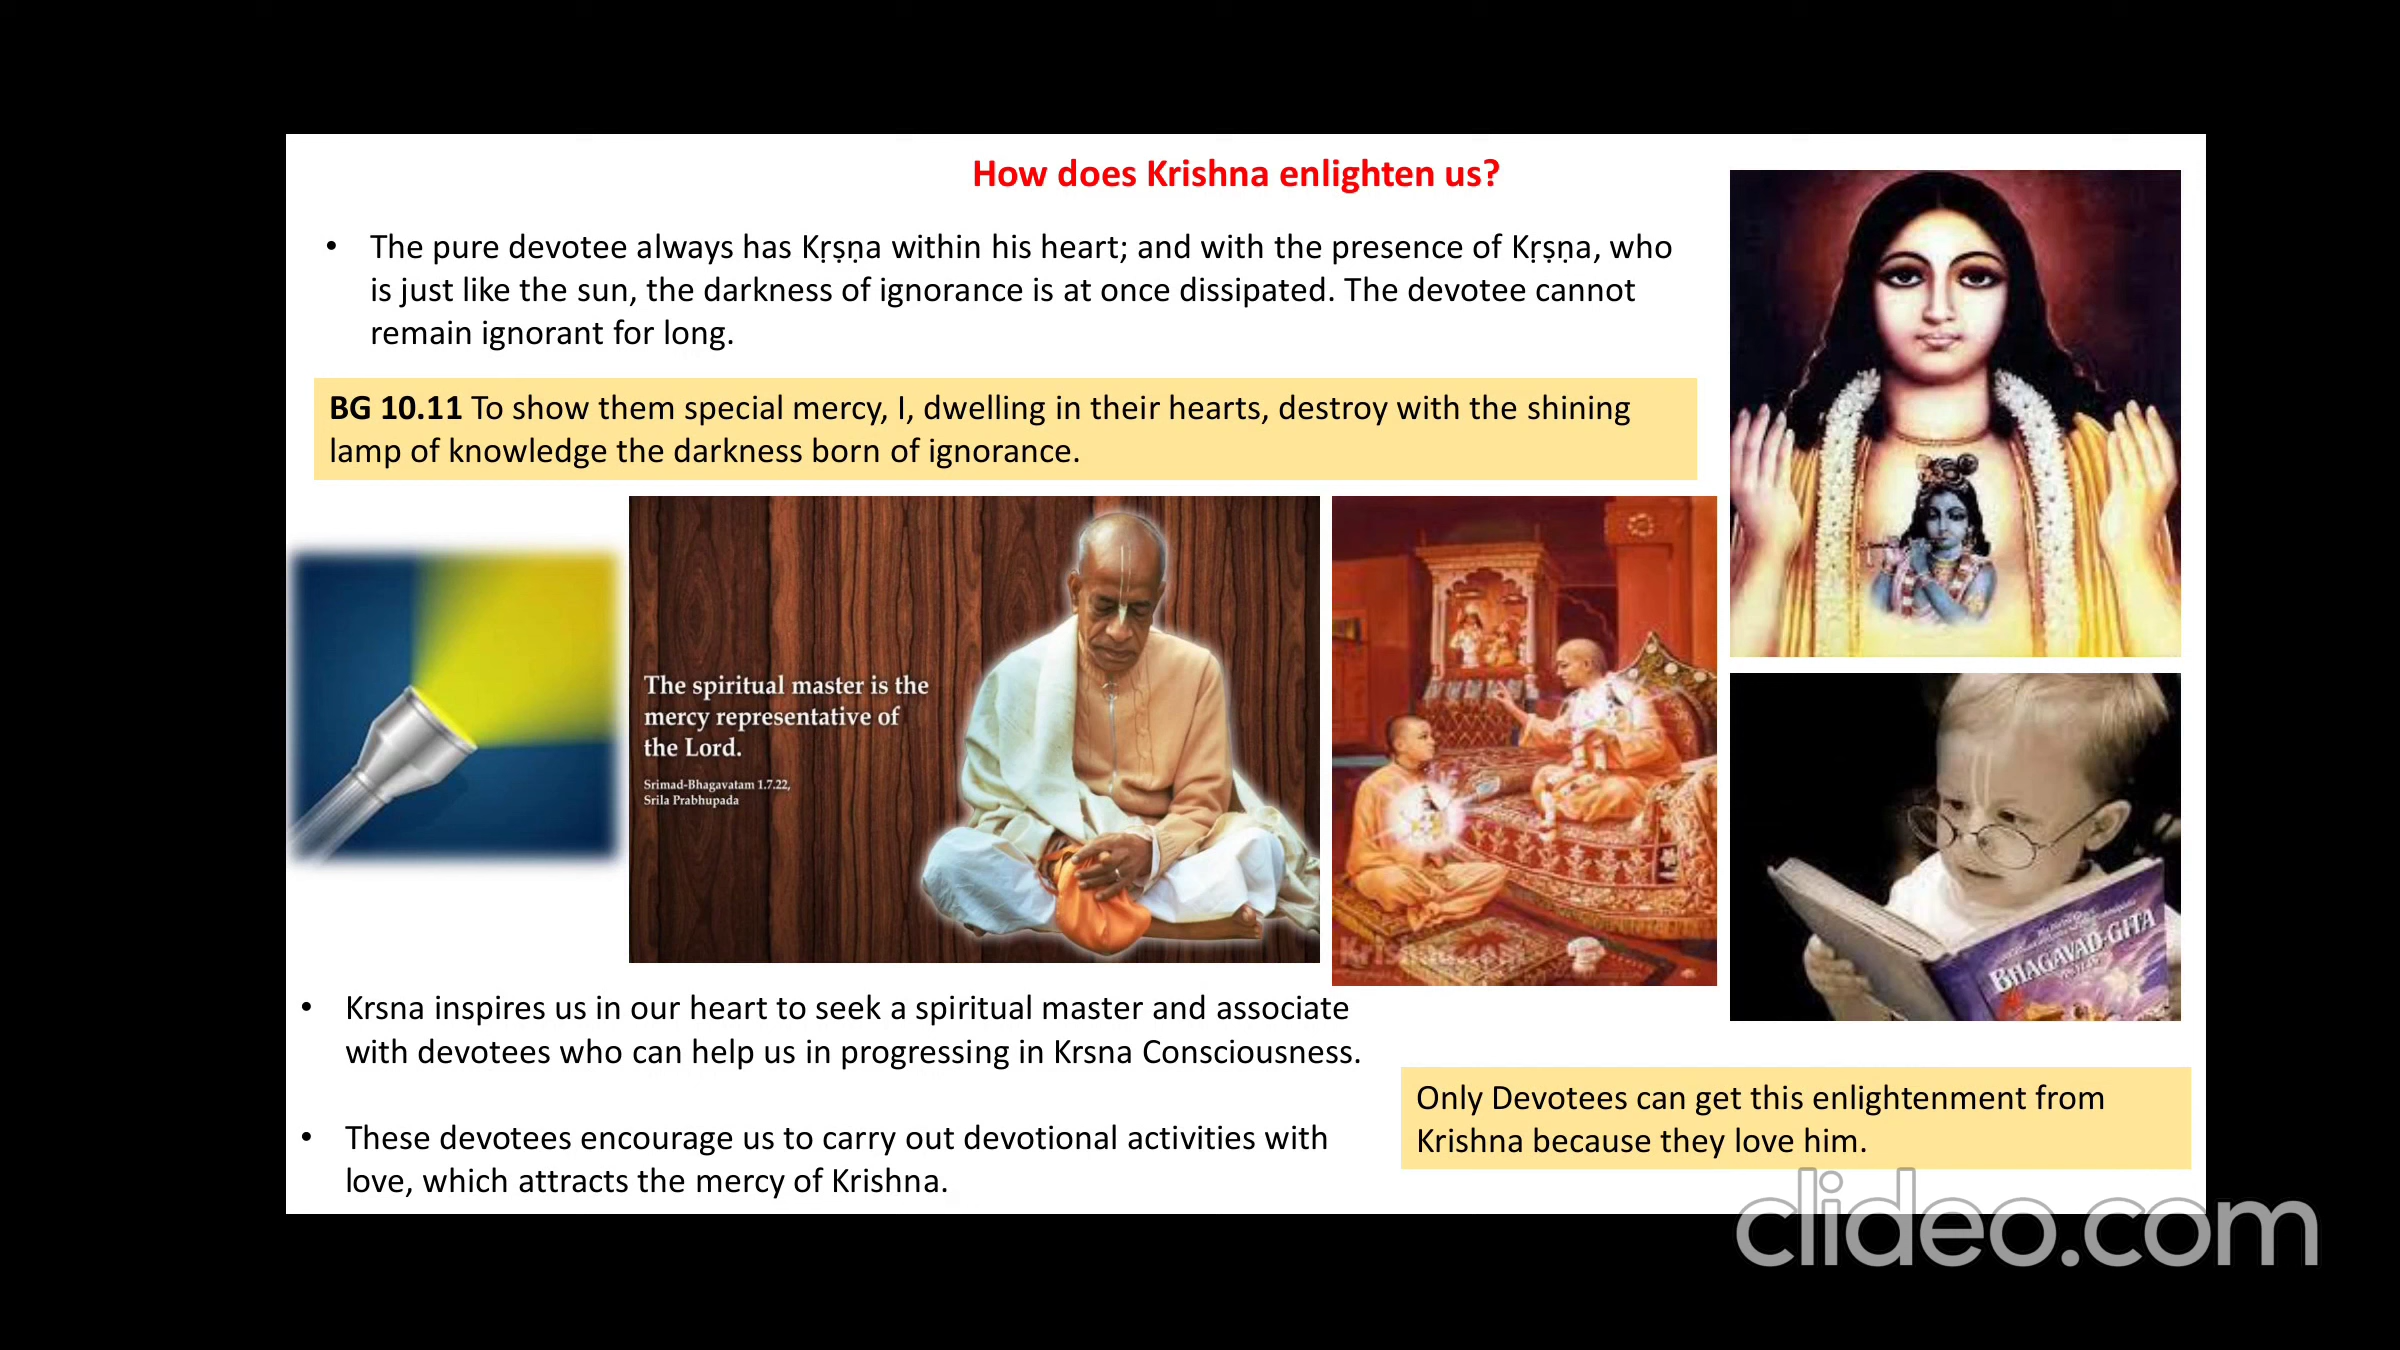 How does Krishna enlighten us?
• The pure devotee always has Kṛṣṇa within his heart; and with the presence of Kṛṣṇa, who
is just like the sun, the darkness of ignorance is at once dissipated. The devotee cannot
remain ignorant for long.
BG 10.11 To show them special mercy, I, dwelling in their hearts, destroy with the shining
lamp of knowledge the darkness born of ignorance.
The spiritual master is the
mercy representative of
the Lord.
Srimad-Bhagavatam 1.7.22,
Srila Prabhupada
Krishna.com
BHAGAVAD-GITA
• Krsna inspires us in our heart to seek a spiritual master and associate
with devotees who can help us in progressing in Krsna Consciousness.
• These devotees encourage us to carry out devotional activities with
love, which attracts the mercy of Krishna.
Only Devotees can get this enlightenment from
Krishna because they love him.
clideo.com